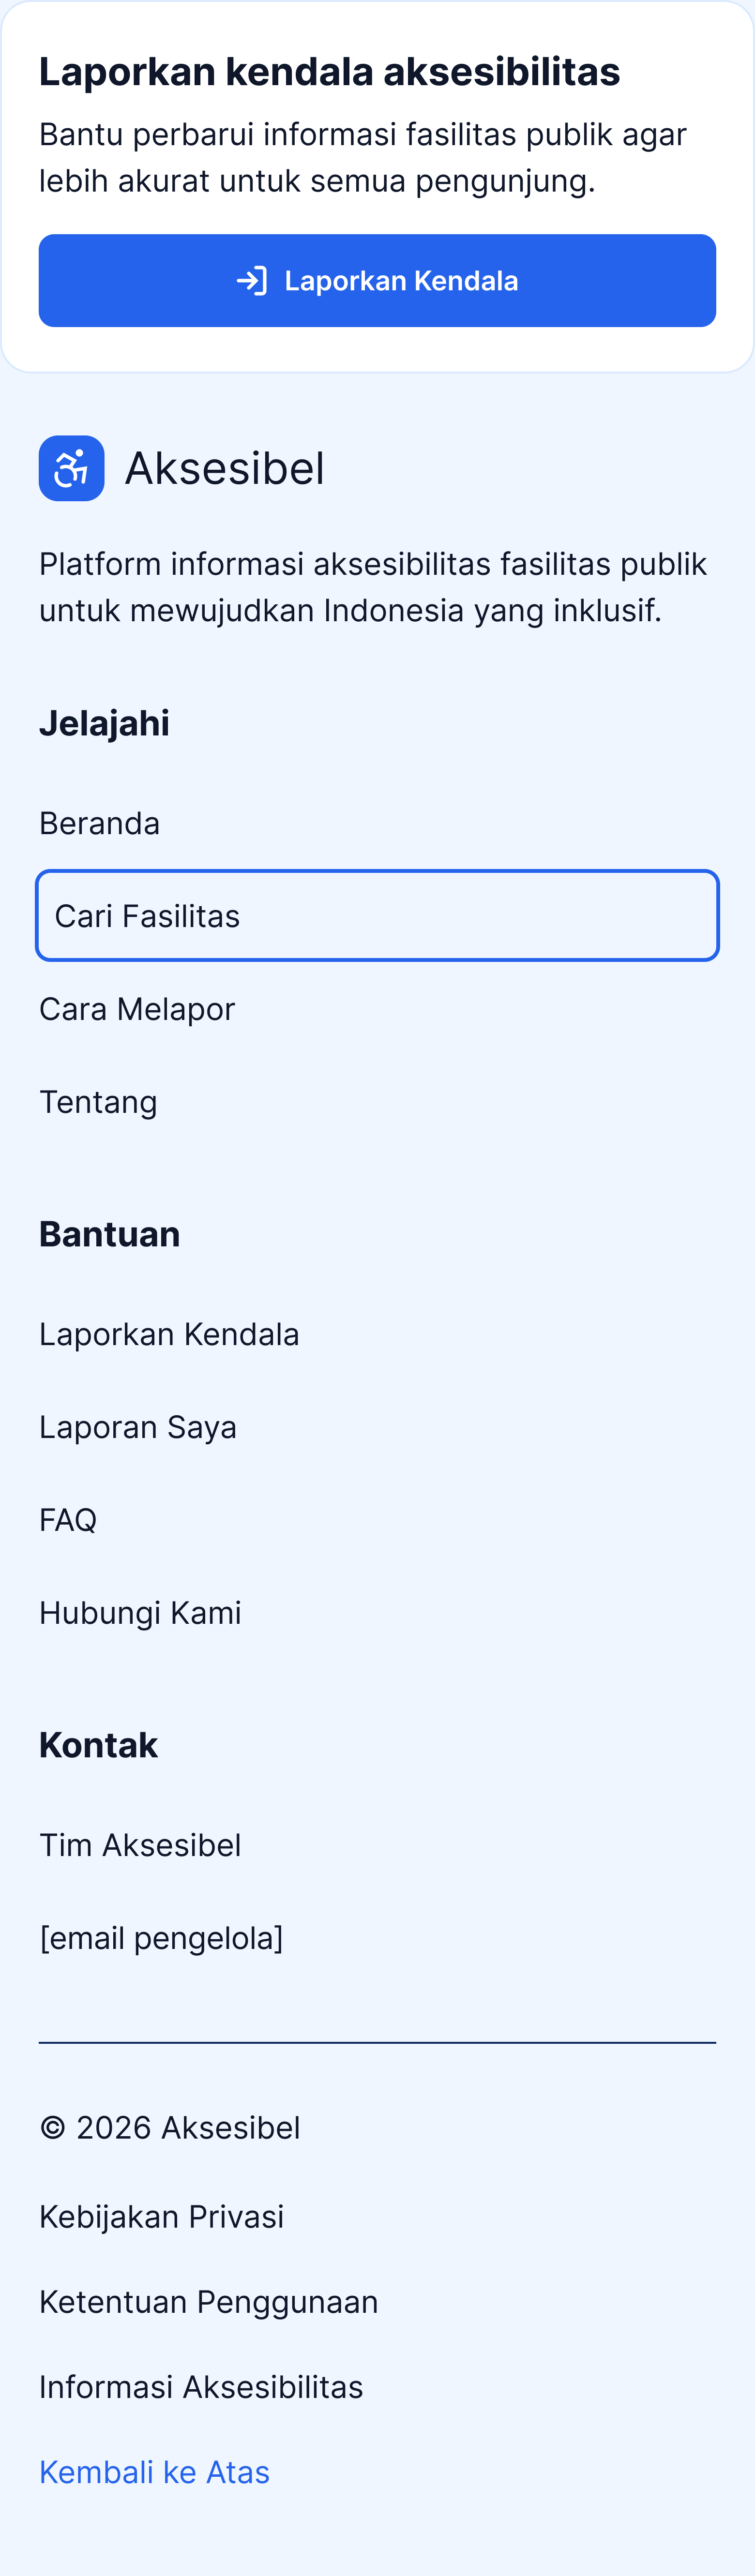 Laporkan kendala aksesibilitas
Bantu perbarui informasi fasilitas publik agar
lebih akurat untuk semua pengunjung.
Laporkan Kendala
Aksesibel
Platform informasi aksesibilitas fasilitas publik
untuk mewujudkan Indonesia yang inklusif.
Jelajahi
Beranda
Cari Fasilitas
Cara Melapor
Tentang
Bantuan
Laporkan Kendala
Laporan Saya
FAQ
Hubungi Kami
Kontak
Tim Aksesibel
[email pengelola]
© 2026 Aksesibel
Kebijakan Privasi
Ketentuan Penggunaan
Informasi Aksesibilitas
Kembali ke Atas